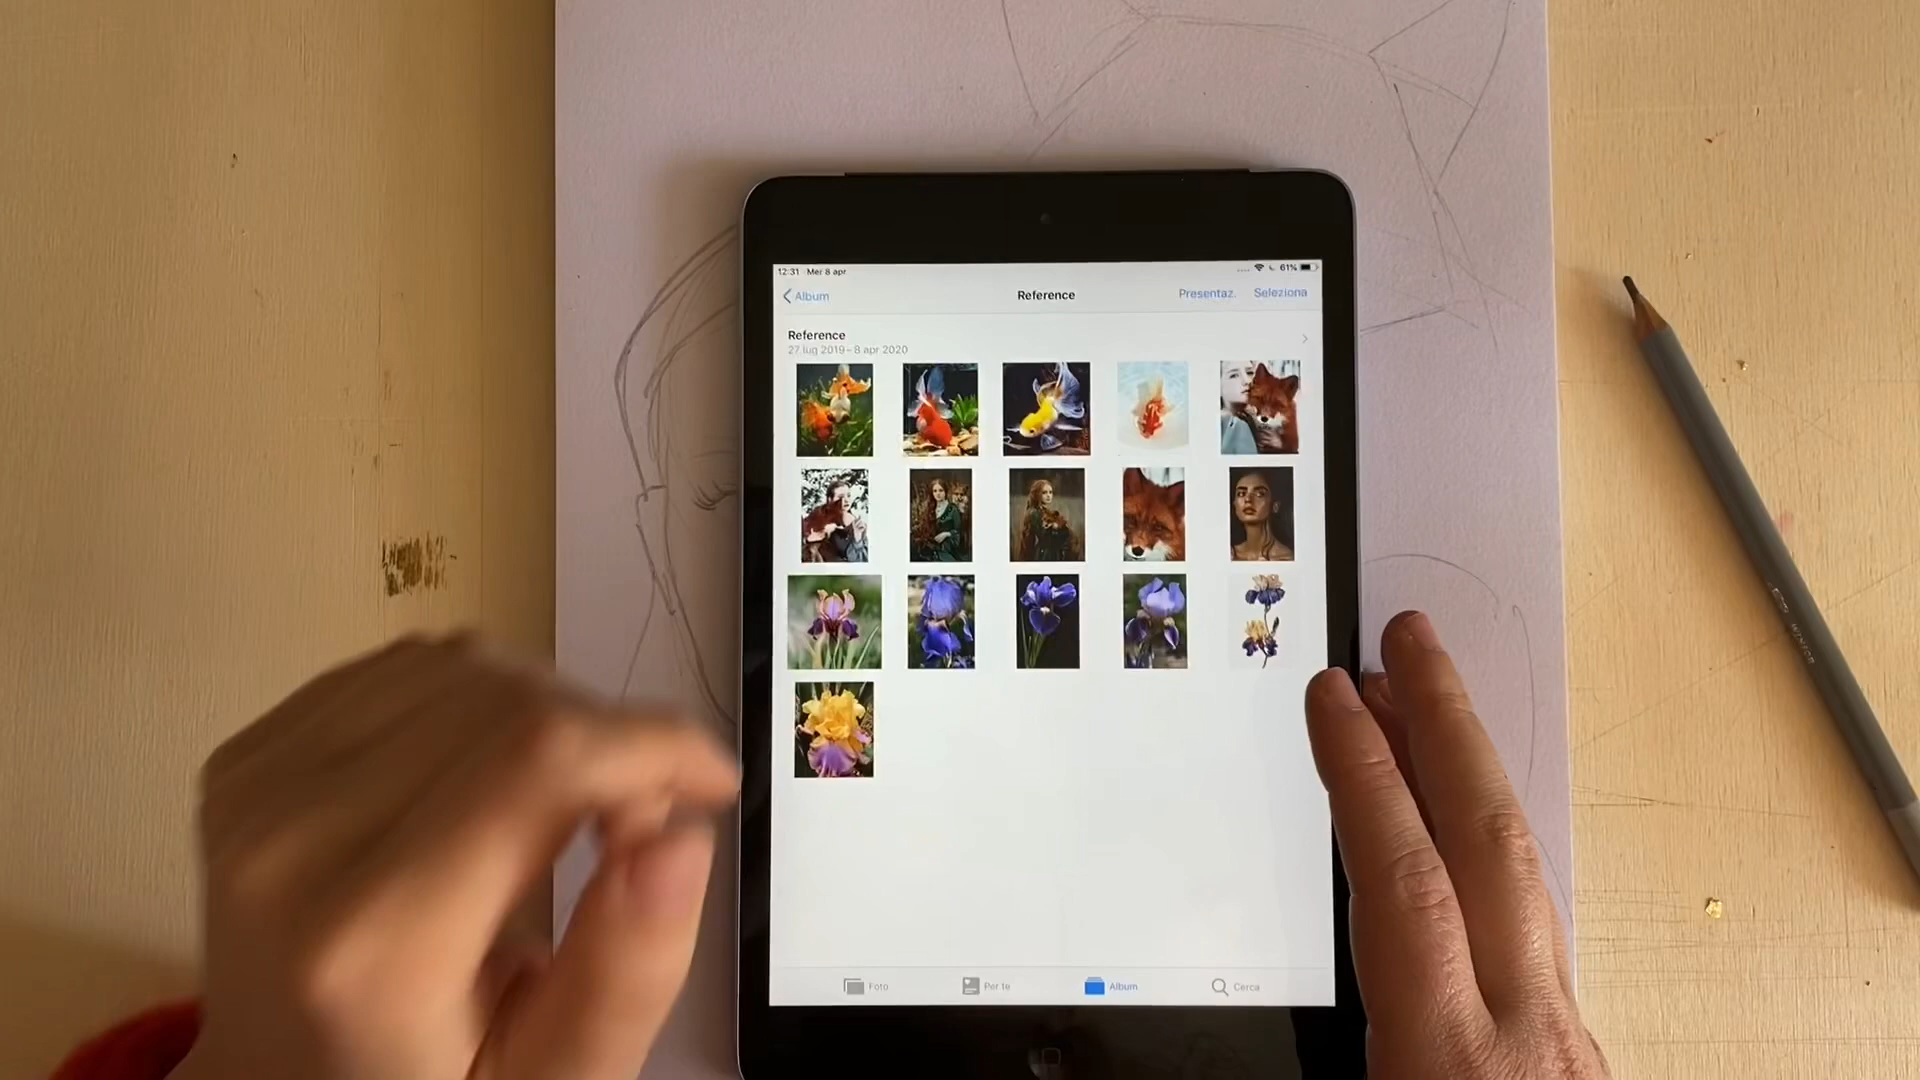 12:31 Mer 8 apr
61%
Album
Reference
Presentaz.
Seleziona
Reference
27 lug 2019–8 apr 2020
Foto
Per te
Album
Cerca